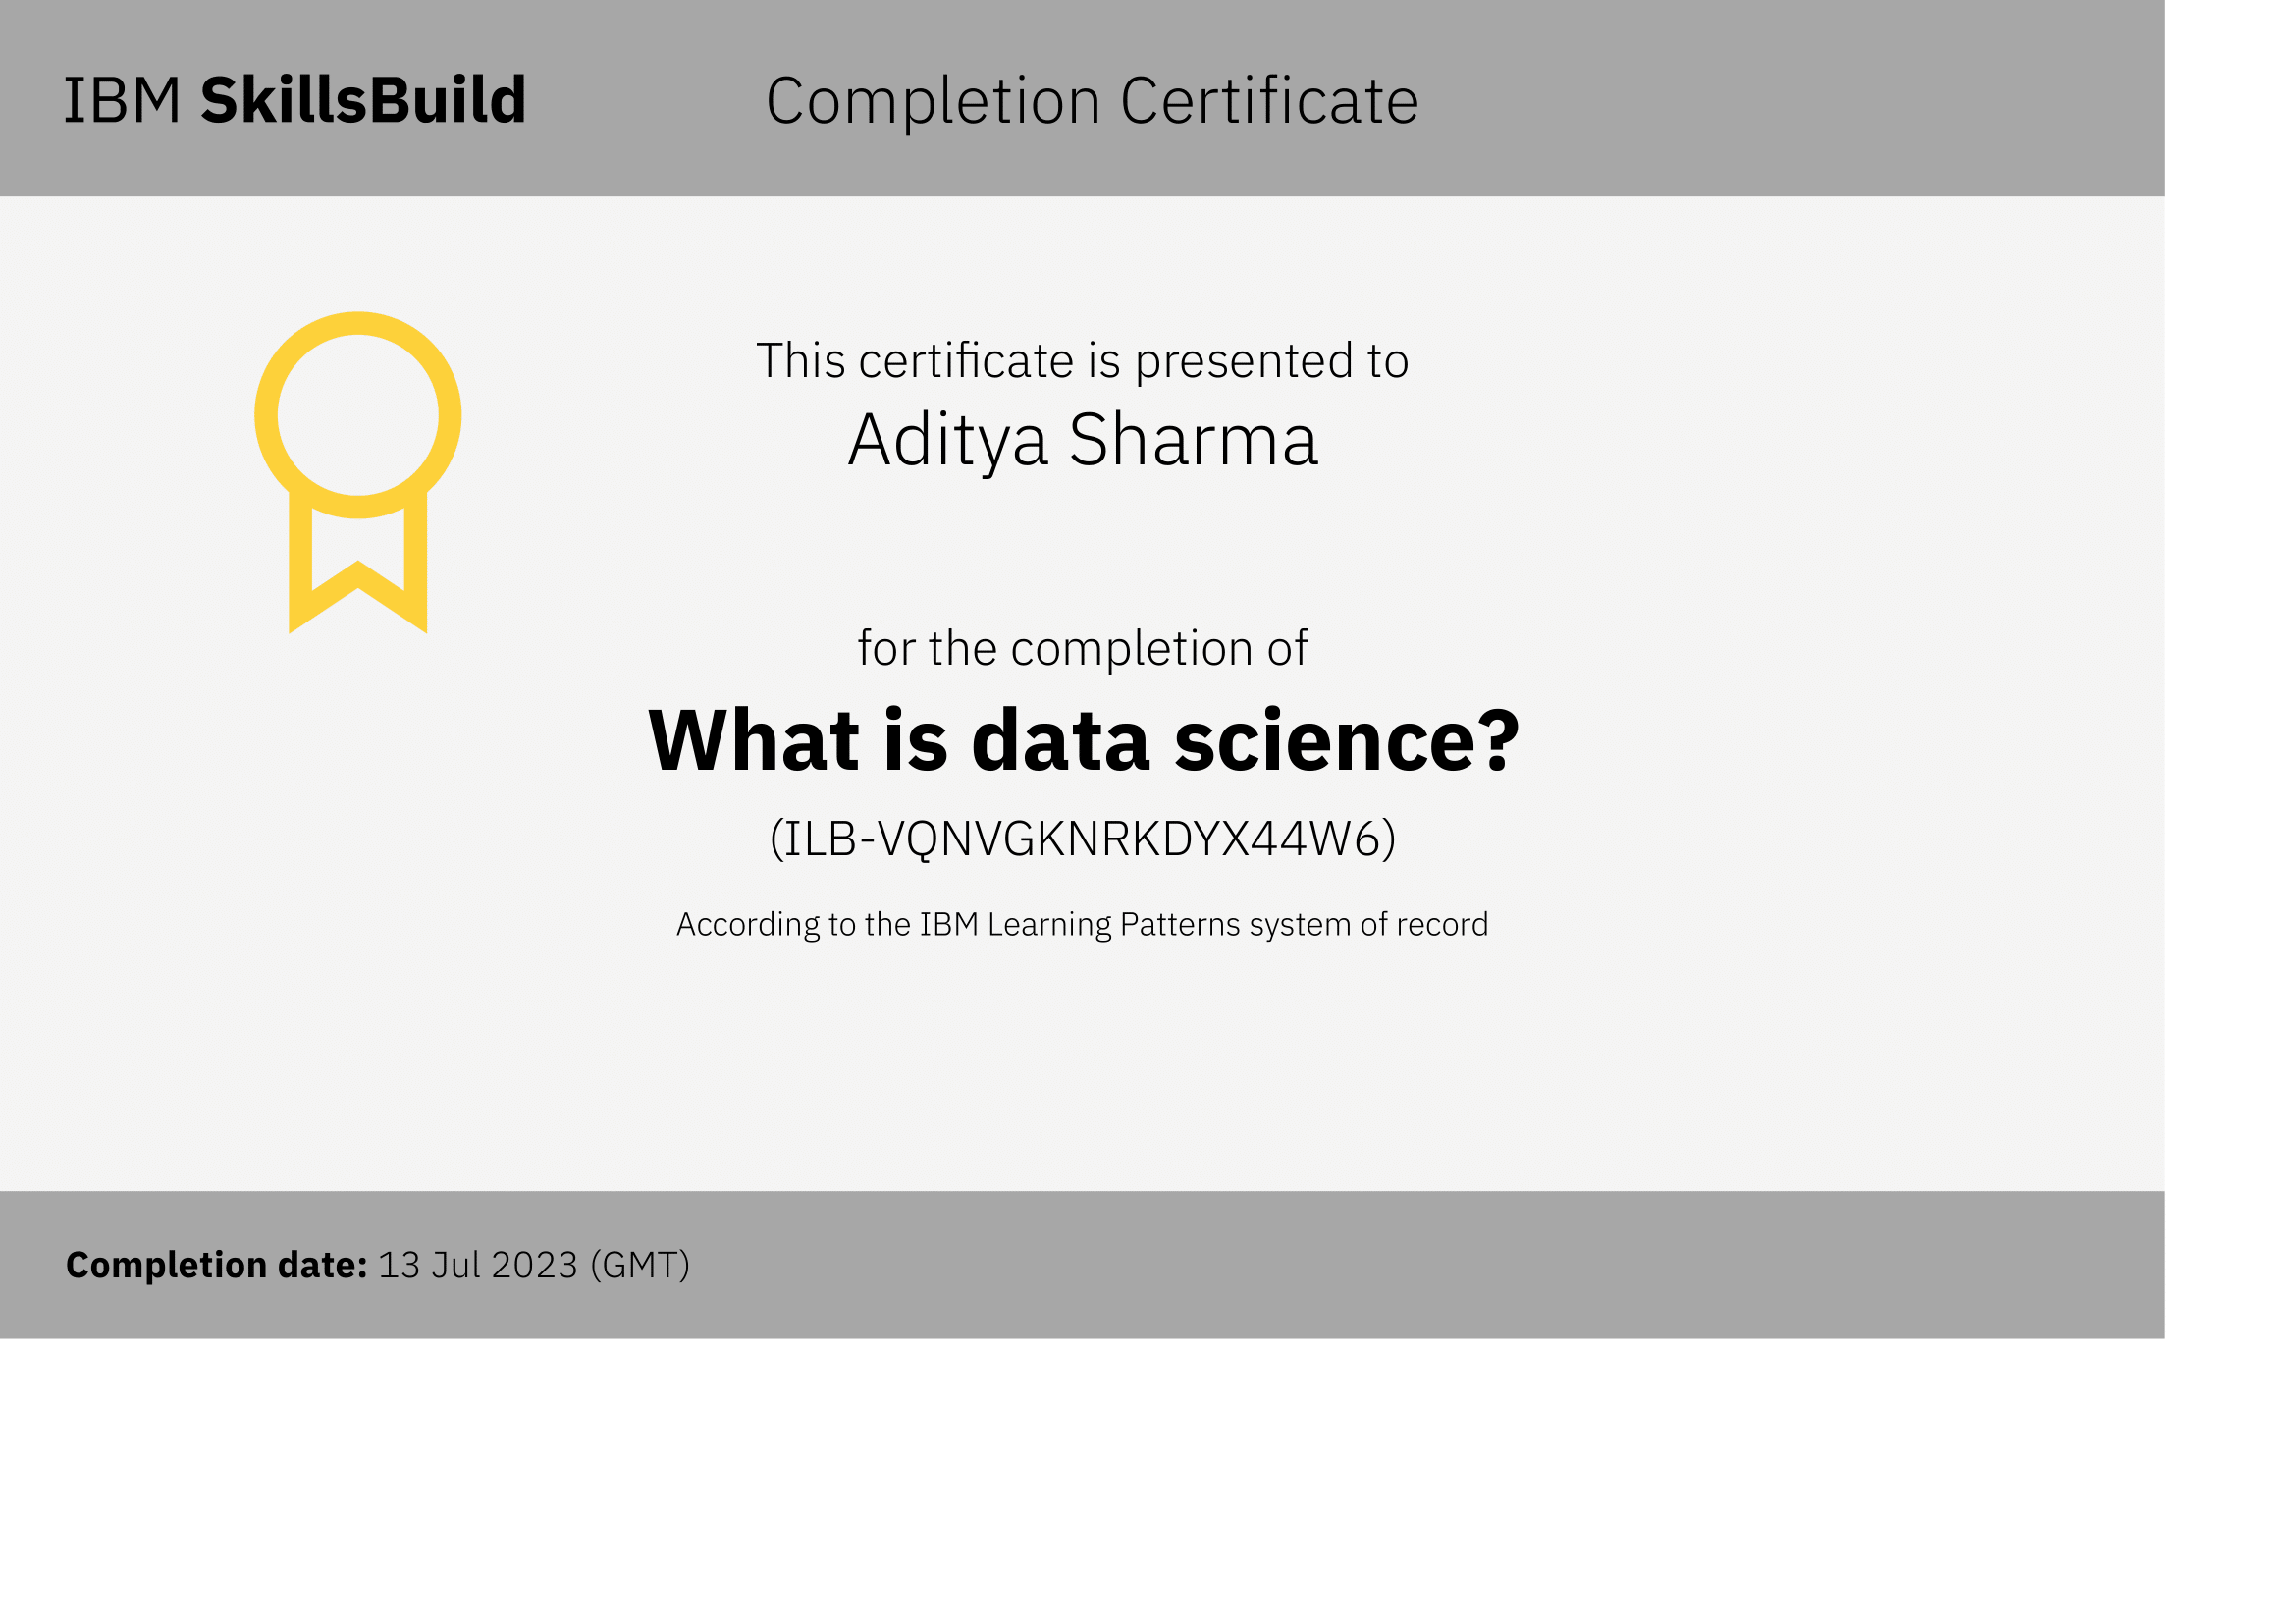 IBM SkillsBuild
Completion Certificate
This certificate is presented to
Aditya Sharma
for the completion of
What is data science?
(ILB-VQNVGKNRKDYX44W6)
According to the IBM Learning Patterns system of record
Completion date: 13 Jul 2023 (GMT)